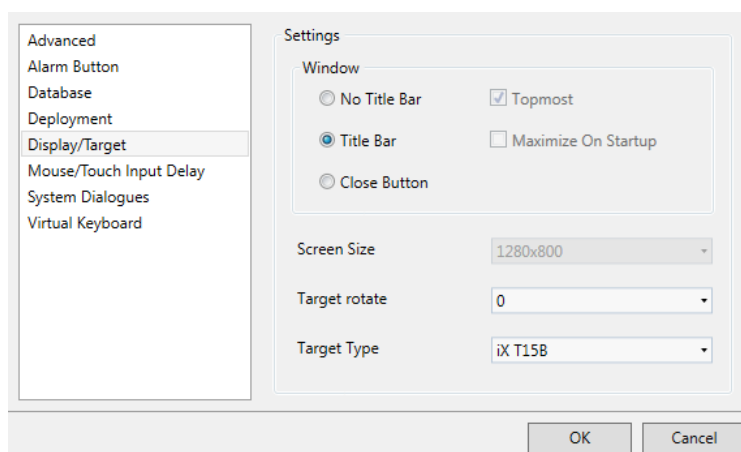 Advanced
Alarm Button
Database
Deployment
Display/Target
Mouse/Touch Input Delay
System Dialogues
Virtual Keyboard
Settings
Window
No Title Bar
Topmost
Title Bar
Maximize On Startup
Close Button
Screen Size
1280x800
Target rotate
0
Target Type
iX T15B
OK
Cancel